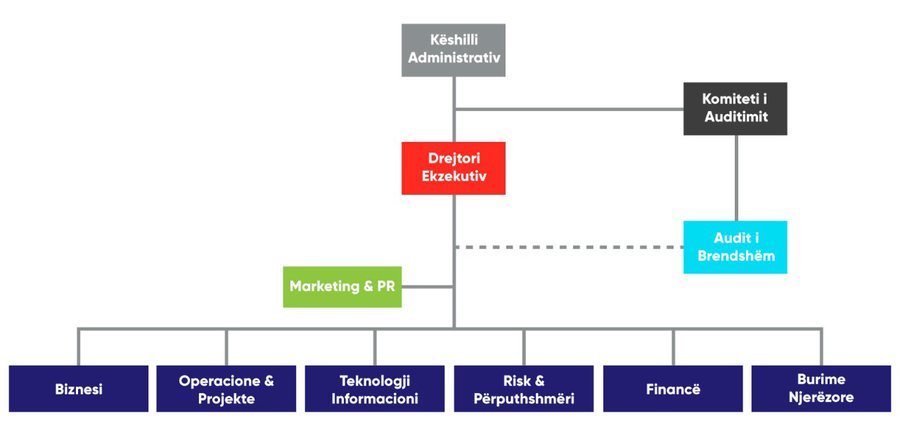 Këshilli
Administrativ
Komiteti i
Auditimit
Drejtori
Ekzekutiv
Audit i
Brendshëm
Marketing & PR
Biznesi
Operacione &
Projekte
Teknologji
Informacioni
Risk &
Përputhshmëri
Financë
Burime
Njerëzore